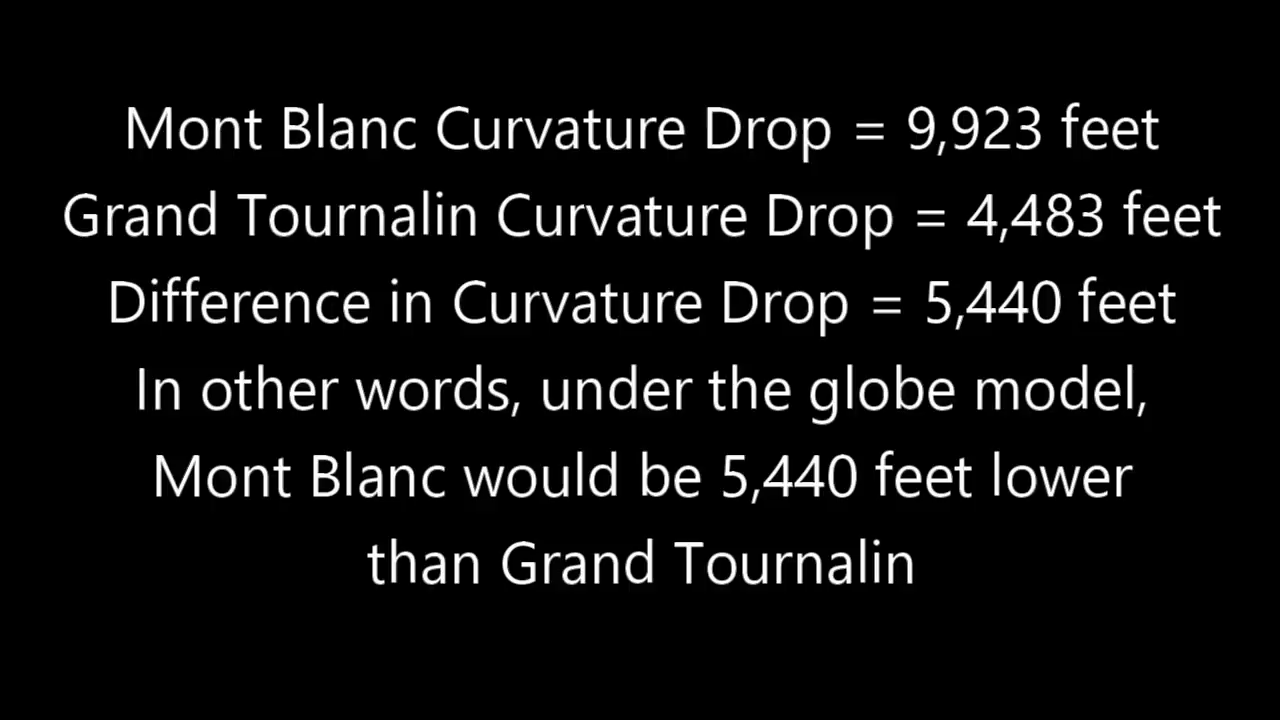 Mont Blanc Curvature Drop = 9,923 feet
Grand Tournalin Curvature Drop = 4,483 feet
Difference in Curvature Drop = 5,440 feet
In other words, under the globe model,
Mont Blanc would be 5,440 feet lower
than Grand Tournalin